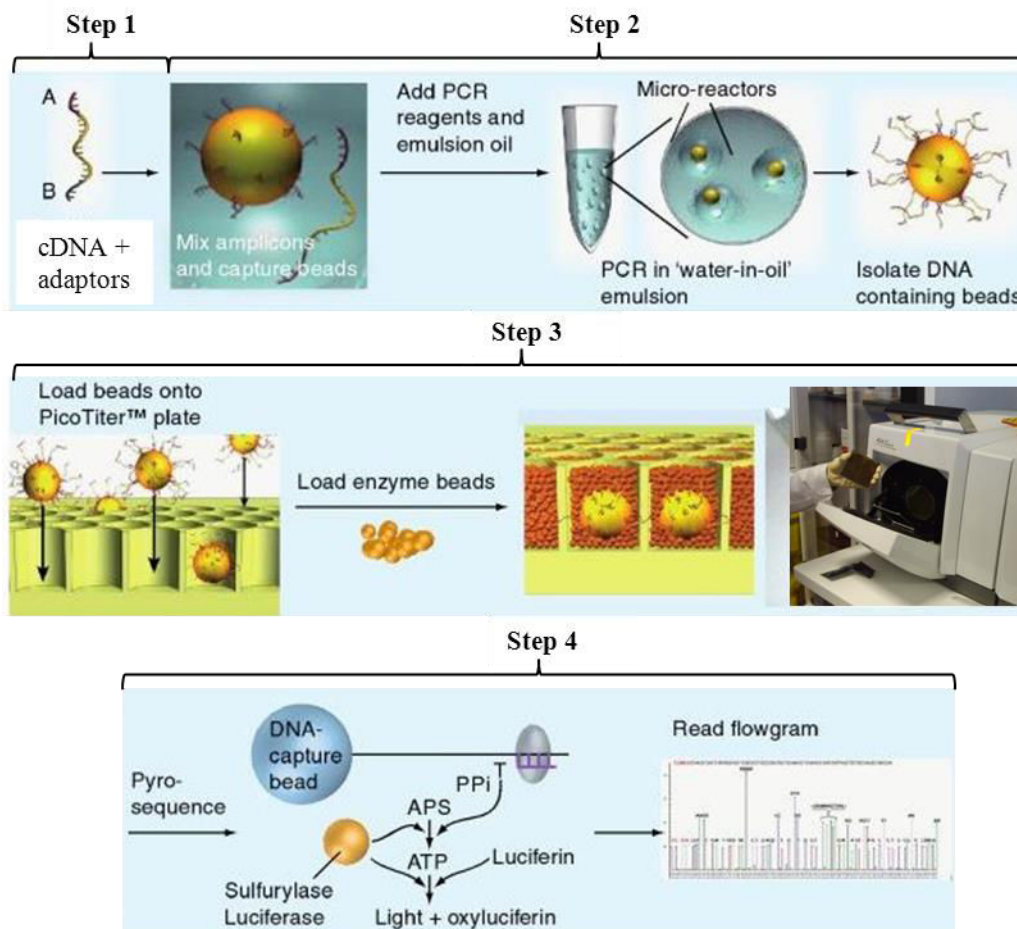 Step 1
Step 2
A
B
cDNA +
adaptors
Mix amplicons
and capture beads
Add PCR
reagents and
emulsion oil
Micro-reactors
PCR in 'water-in-oil'
emulsion
Isolate DNA
containing beads
Step 3
Load beads onto
PicoTiter™ plate
Load enzyme beads
Step 4
Pyro-
sequence
DNA-
capture
bead
PPi
T
APS
ATP
Luciferin
Sulfurylase
Luciferase
Light + oxyluciferin
Read flowgram